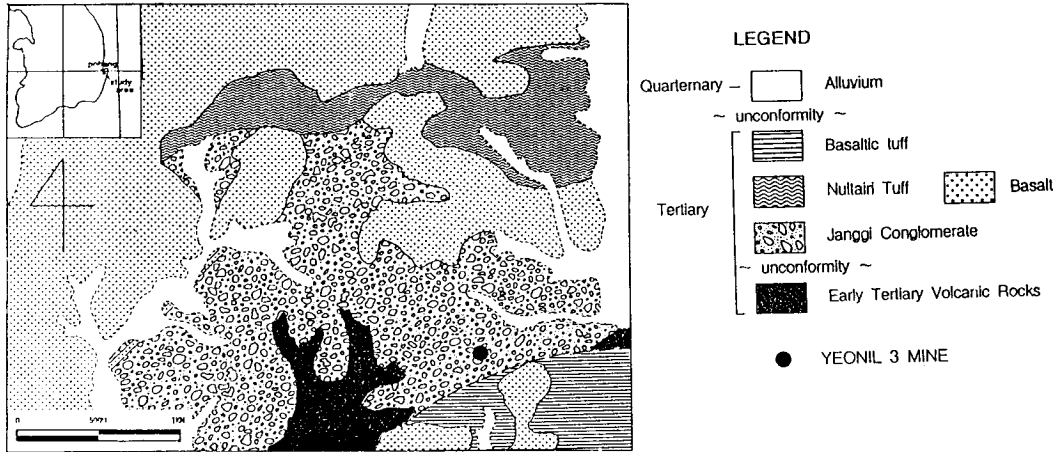 pohang
study
area
0
LEGEND
Quarternary – Alluvium
~ unconformity ~
Basaltic tuff
Nultairi Tuff
Basalt
Tertiary
Janggi Conglomerate
~ unconformity ~
Early Tertiary Volcanic Rocks
YEONIL 3 MINE